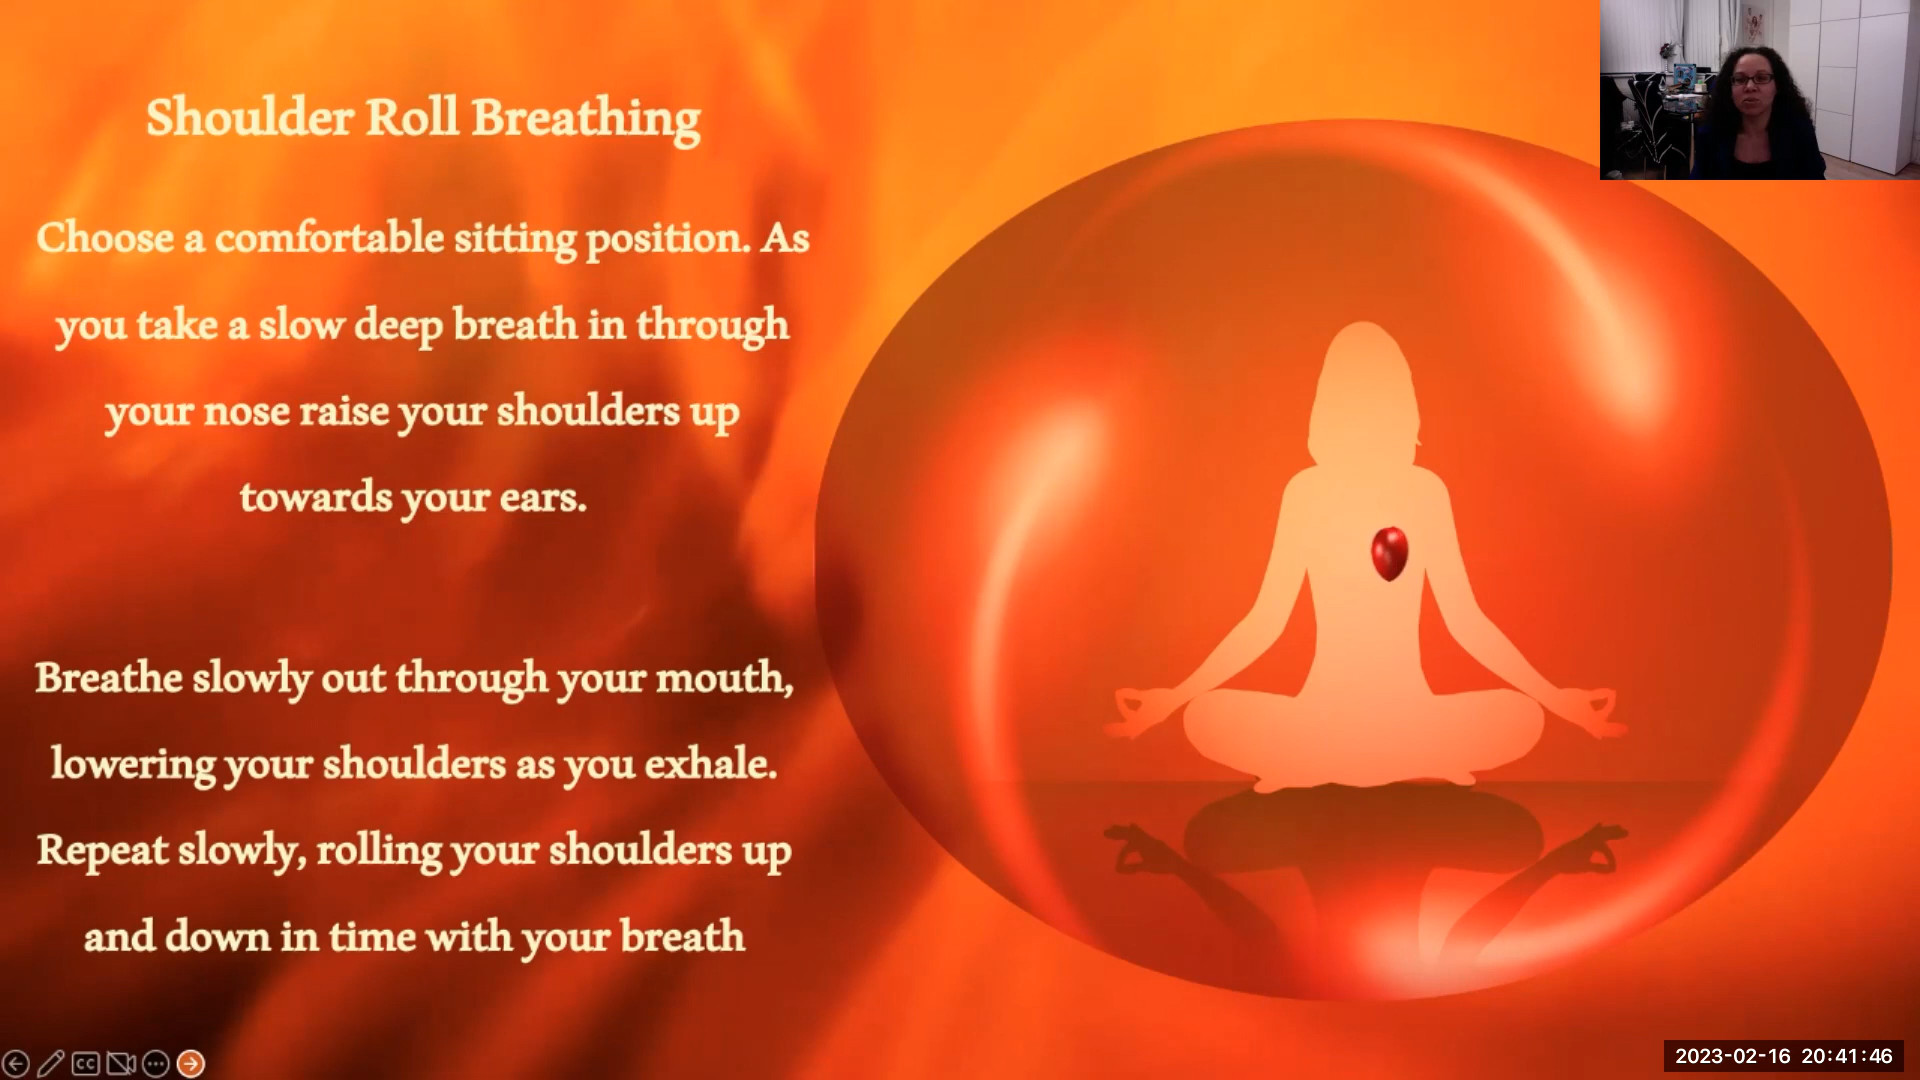 Shoulder Roll Breathing
Choose a comfortable sitting position. As
you take a slow deep breath in through
your nose raise your shoulders up
towards your ears.
Breathe slowly out through your mouth,
lowering your shoulders as you exhale.
Repeat slowly, rolling your shoulders up
and down in time with your breath
CC
2023-02-16 20:41:46